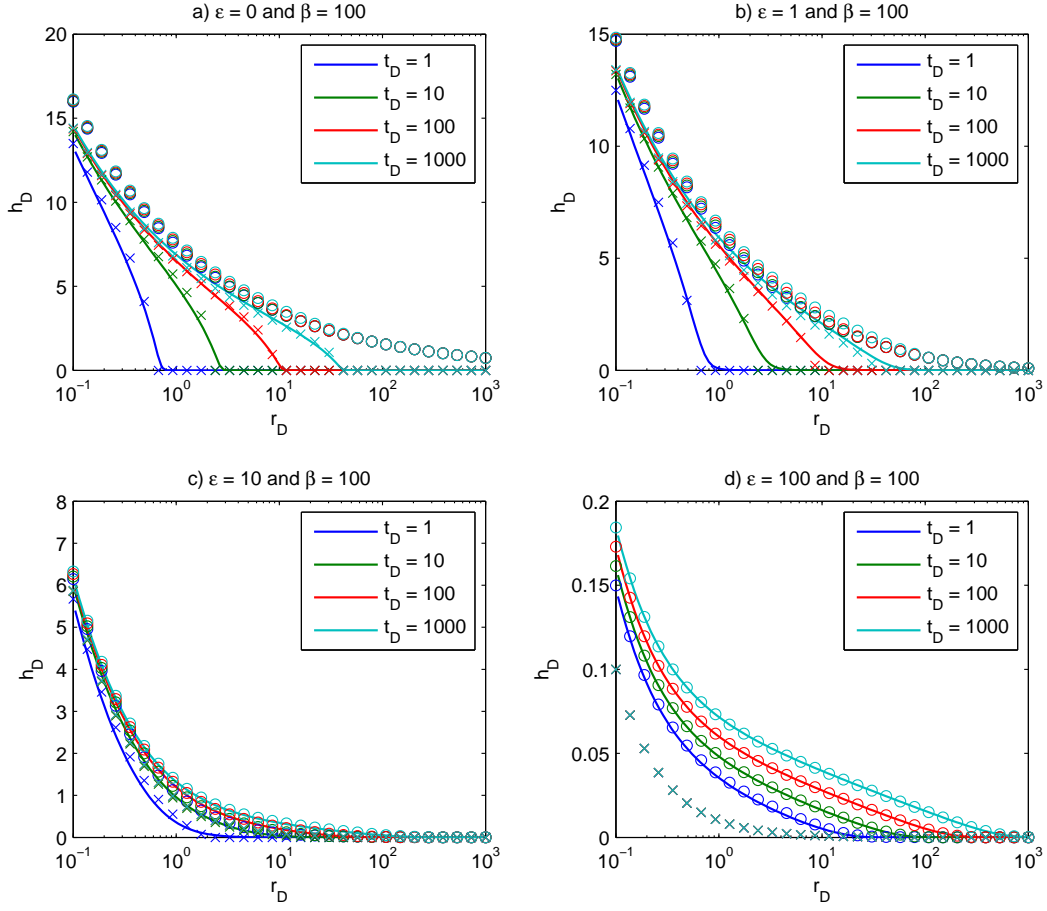 a) ε = 0 and β = 100
20
15
10
5
0
h_D
10^−1
10^0
10^1
10^2
10^3
r_D
t_D = 1
t_D = 10
t_D = 100
t_D = 1000
b) ε = 1 and β = 100
15
10
5
0
h_D
10^−1
10^0
10^1
10^2
10^3
r_D
t_D = 1
t_D = 10
t_D = 100
t_D = 1000
c) ε = 10 and β = 100
8
7
6
5
4
3
2
1
0
h_D
10^−1
10^0
10^1
10^2
10^3
r_D
t_D = 1
t_D = 10
t_D = 100
t_D = 1000
d) ε = 100 and β = 100
0.2
0.15
0.1
0.05
0
h_D
10^−1
10^0
10^1
10^2
10^3
r_D
t_D = 1
t_D = 10
t_D = 100
t_D = 1000